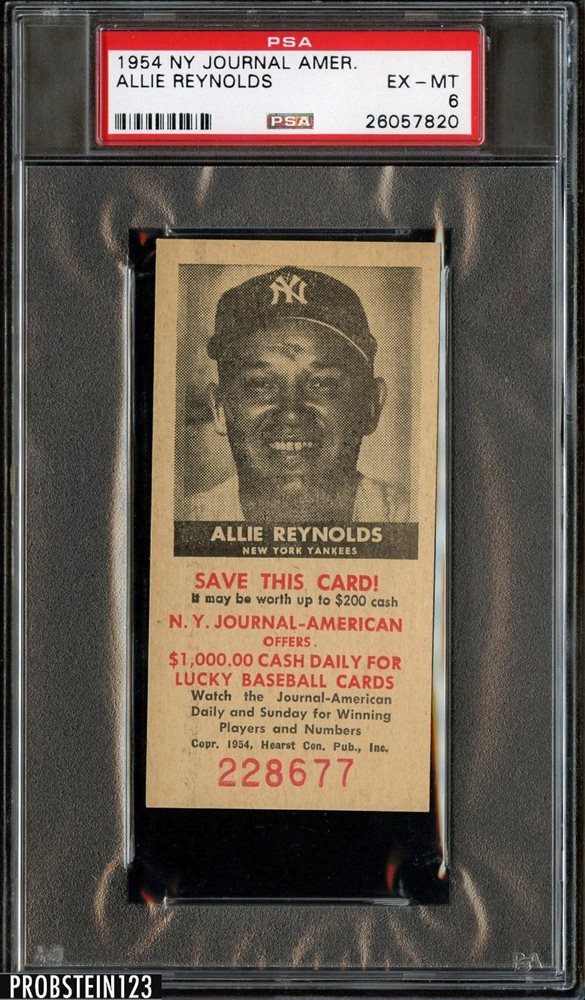 PSA
1954 NY JOURNAL AMER.
ALLIE REYNOLDS EX - MT
6
PSA 26057820
NY
ALLIE REYNOLDS
NEW YORK YANKEES
SAVE THIS CARD!
It may be worth up to $200 cash
N. Y. JOURNAL-AMERICAN
OFFERS.
$1,000.00 CASH DAILY FOR
LUCKY BASEBALL CARDS
Watch the Journal-American
Daily and Sunday for Winning
Players and Numbers
Copr. 1954, Hearst Con. Pub., Inc.
228677
PSA
PROBSTEIN123